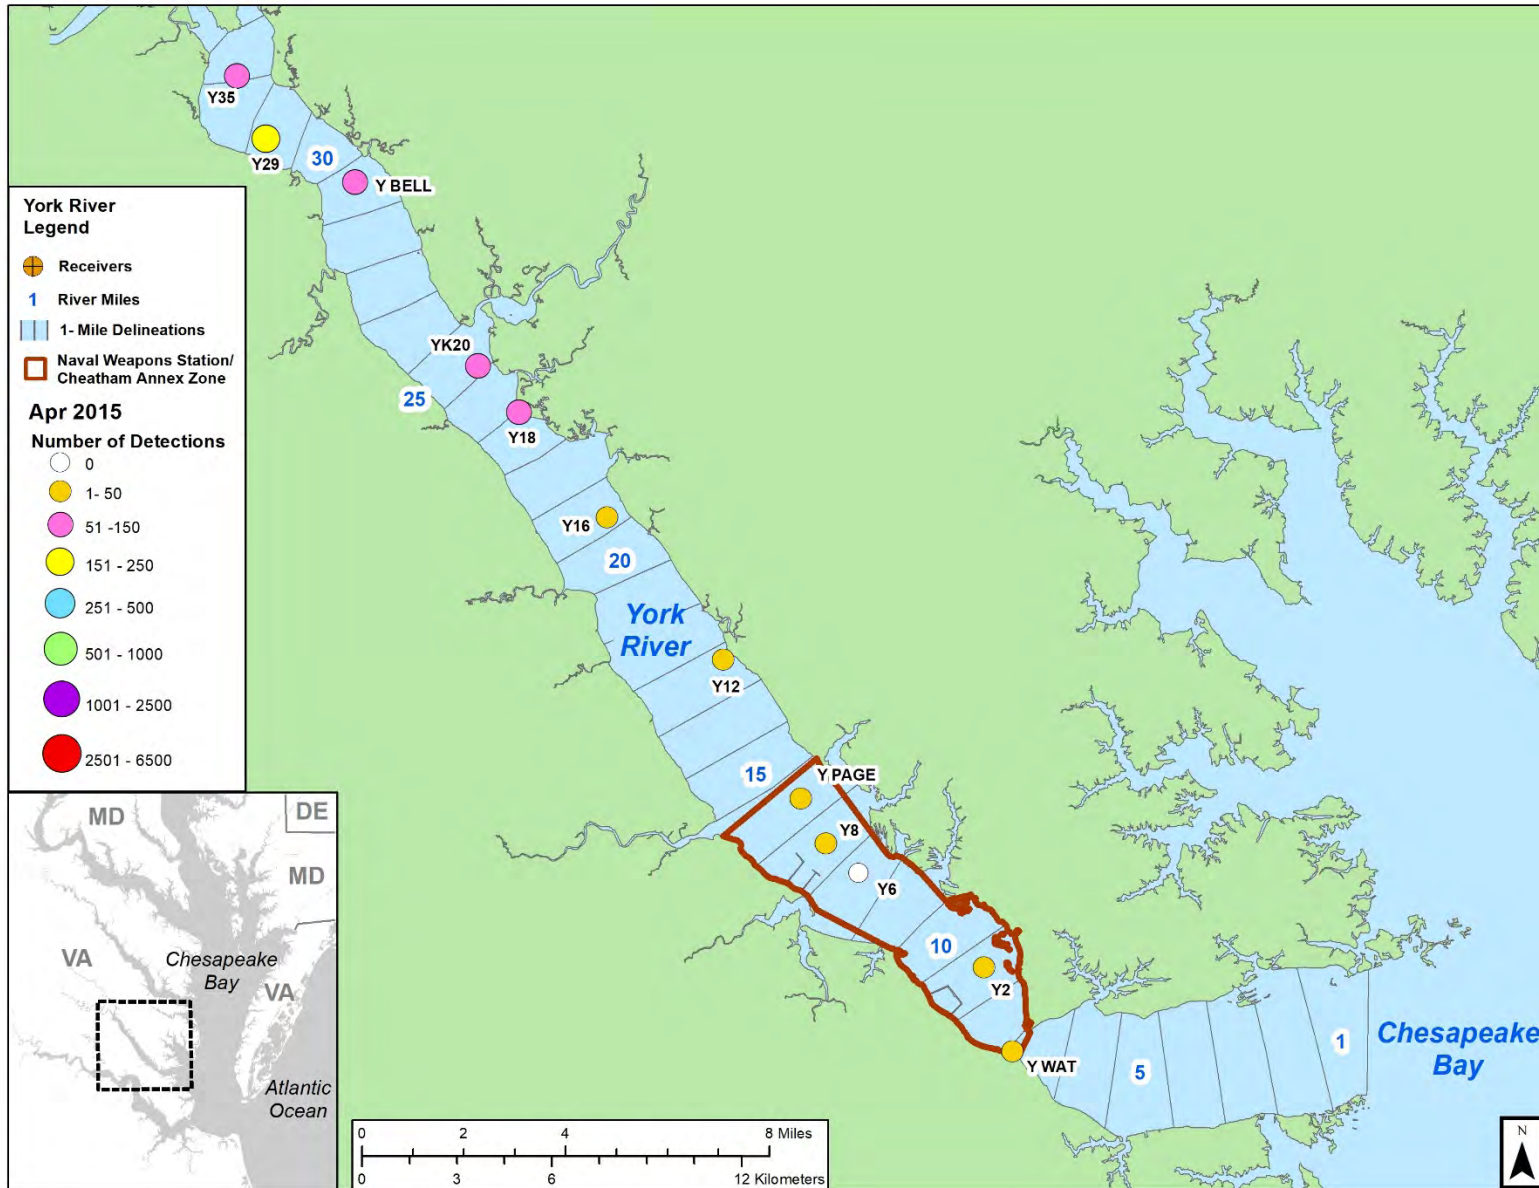 Y35
Y29
30
Y BELL
York River
Legend
Receivers
1 River Miles
1- Mile Delineations
Naval Weapons Station/
Cheatham Annex Zone
Apr 2015
Number of Detections
0
1- 50
51 -150
151 - 250
251 - 500
501 - 1000
1001 - 2500
2501 - 6500
YK20
25
Y18
Y16
20
York
River
Y12
15
Y PAGE
Y8
Y6
10
Y2
Y WAT
5
1
Chesapeake
Bay
MD
DE
MD
VA
Chesapeake
Bay
VA
Atlantic
Ocean
0 2 4 8 Miles
0 3 6 12 Kilometers
N